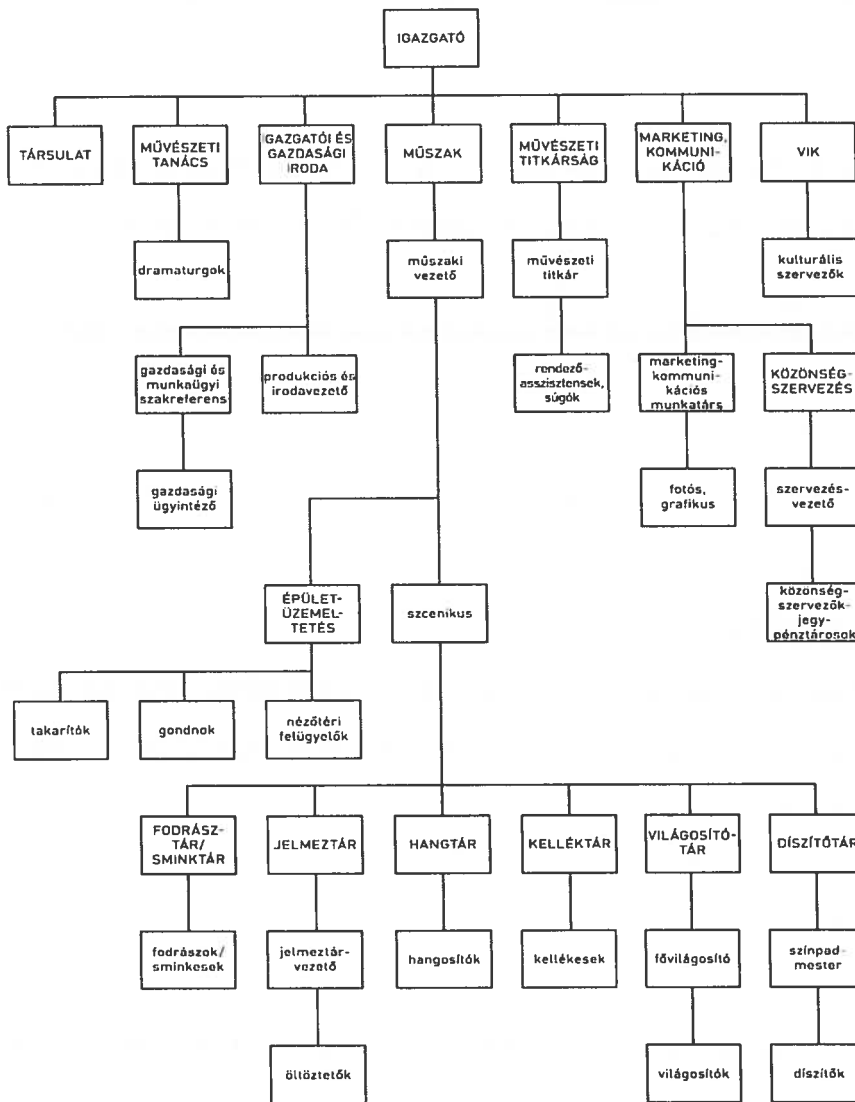 IGAZGATÓ
TÁRSULAT
MŰVÉSZETI
TANÁCS
IGAZGATÓI ÉS
GAZDASÁGI
IRODA
MŰSZAK
MŰVÉSZETI
TITKÁRSÁG
MARKETING,
KOMMUNI-
KÁCIÓ
VIK
dramaturgok
műszaki
vezető
művészeti
titkár
kulturális
szervezők
gazdasági és
munkaügyi
szakreferens
produkciós és
irodavezető
rendező-
asszisztensek,
súgók
marketing-
kommuni-
kációs
munkatárs
KÖZÖNSÉG-
SZERVEZÉS
gazdasági
ügyintéző
fotós,
grafikus
szervezés-
vezető
ÉPÜLET-
ÜZEMEL-
TETÉS
szcenikus
közönség-
szervezők-
jegy-
pénztárosok
takarítók
gondnok
nézőtéri
felügyelők
FODRÁSZ-
TÁR/
SMINKTÁR
JELMEZTÁR
HANGTÁR
KELLÉKTÁR
VILÁGOSÍTÓ-
TÁR
DÍSZÍTŐTÁR
fodrászok/
sminkesek
jelmeztár-
vezető
hangosítók
kellékesek
fővilágosító
színpad-
mester
öltöztetők
világosítók
díszítők